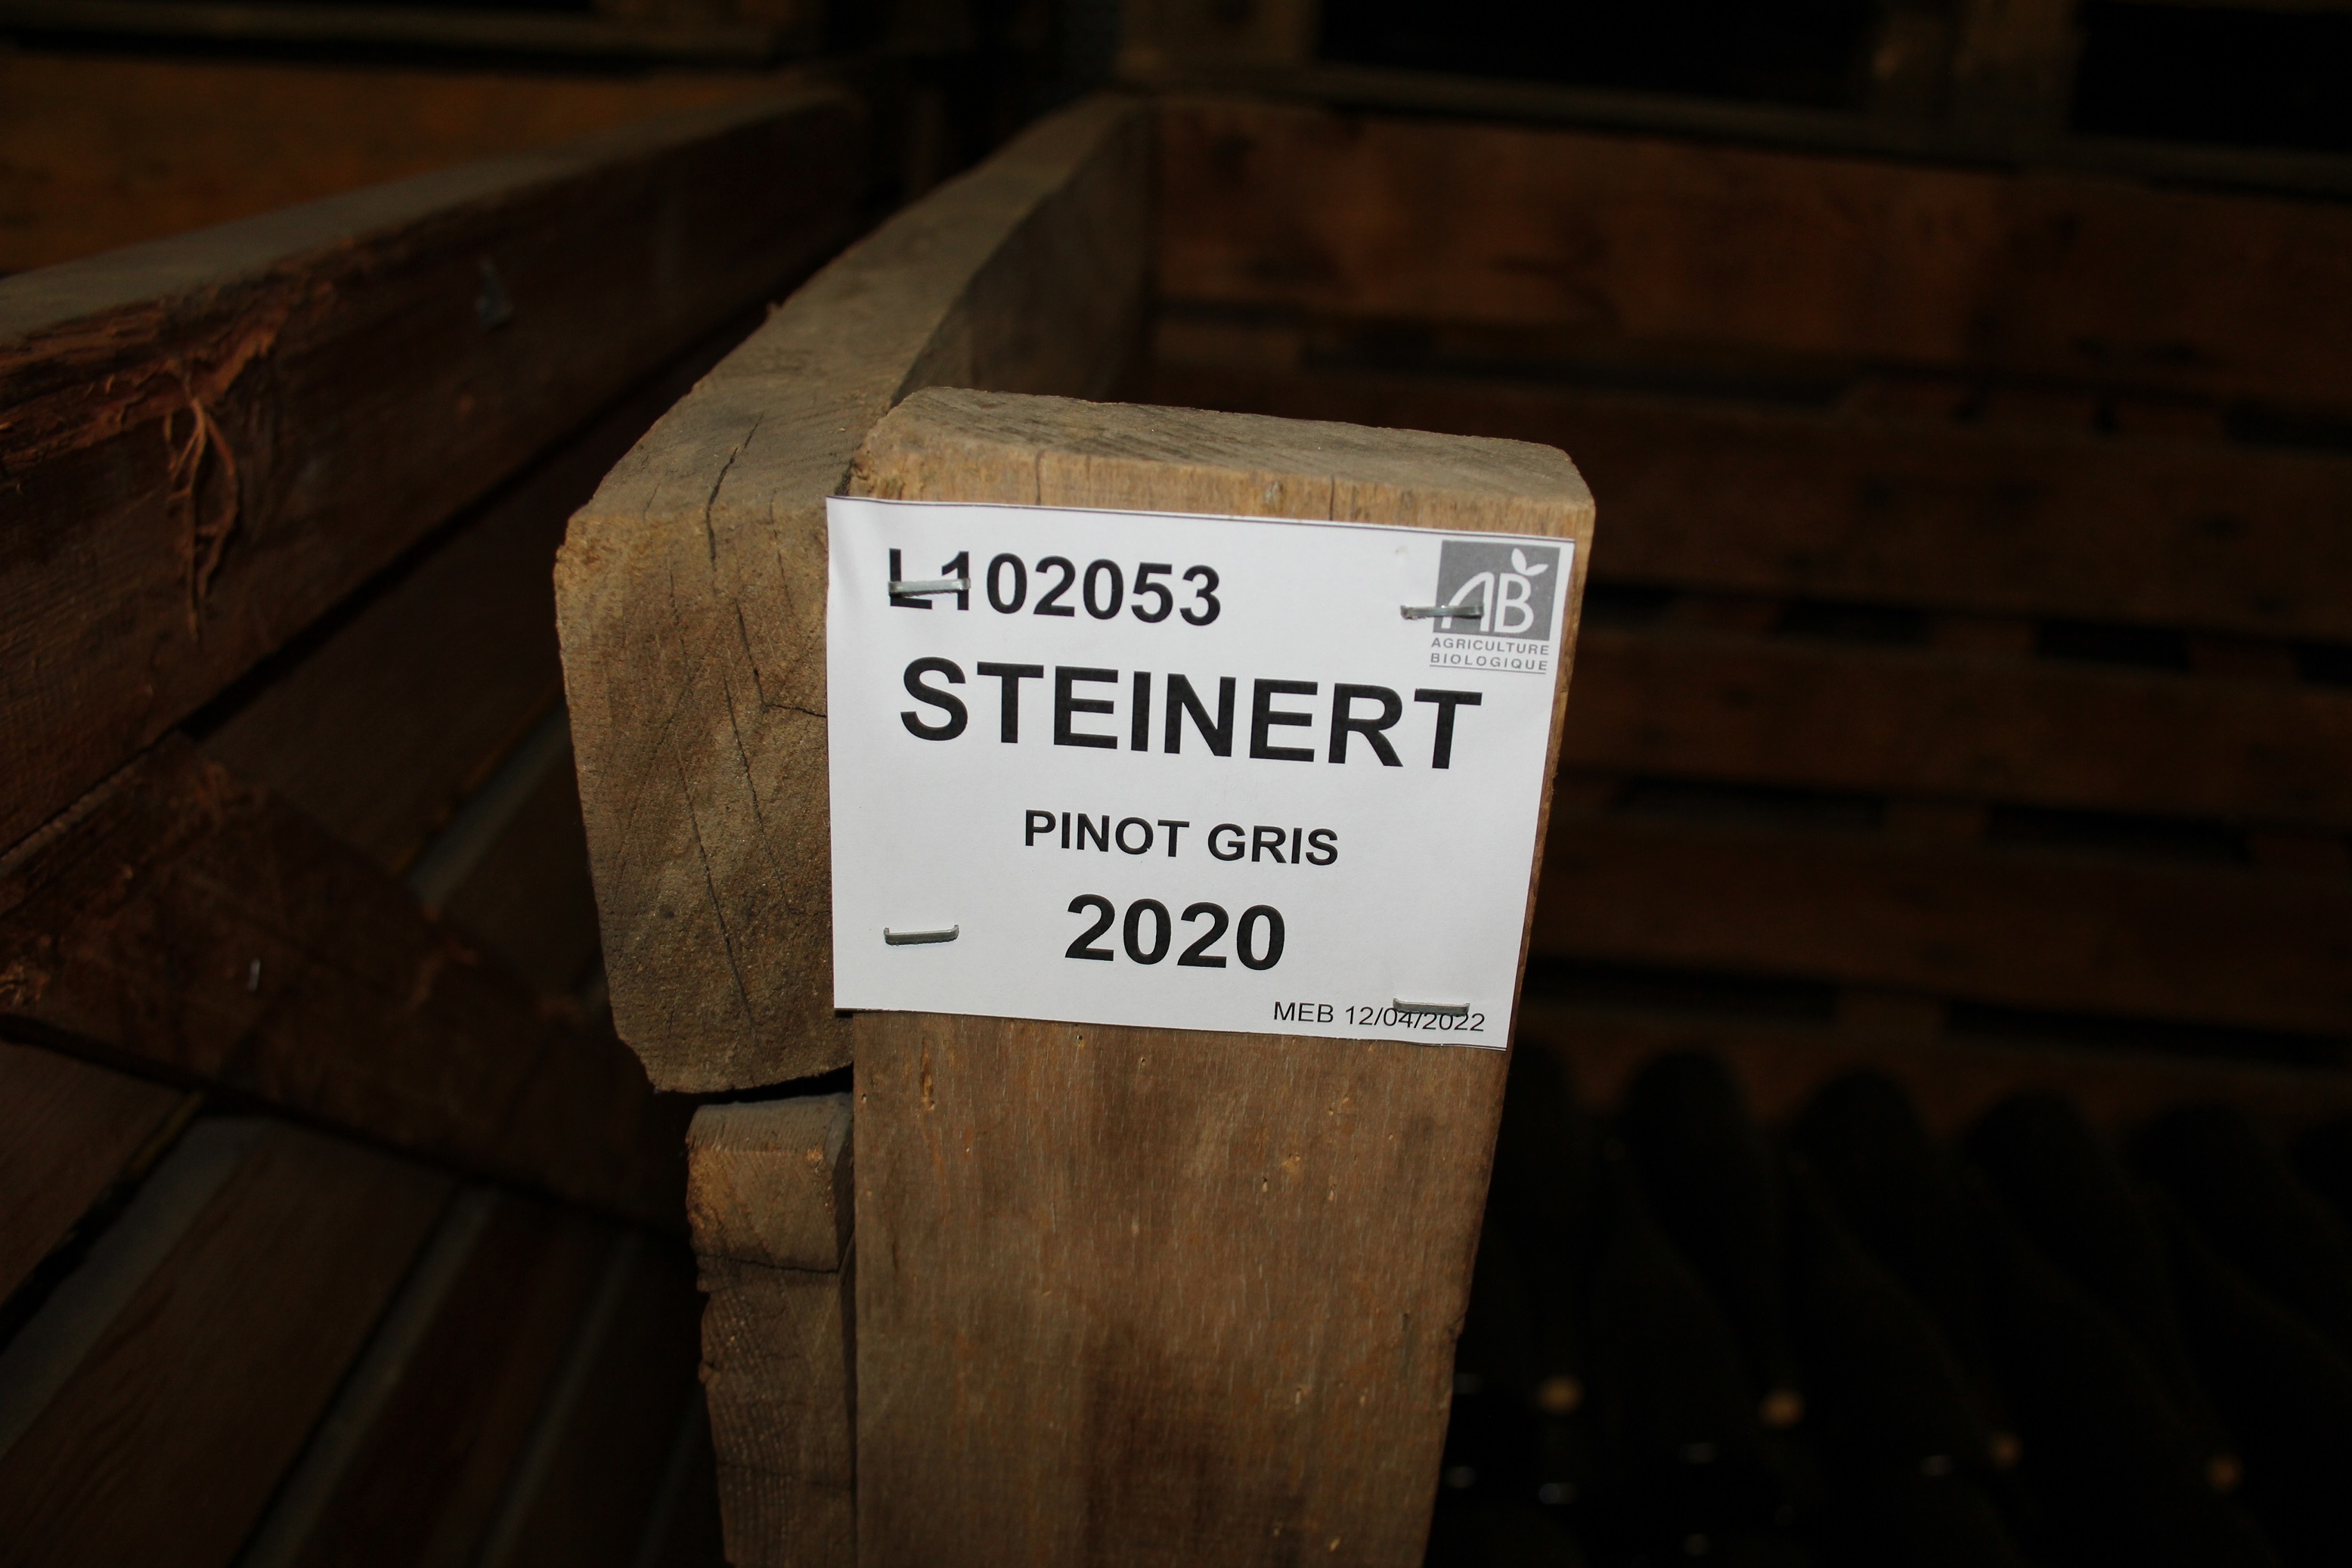 L102053
AB
AGRICULTURE
BIOLOGIQUE
STEINERT
PINOT GRIS
2020
MEB 12/04/2022